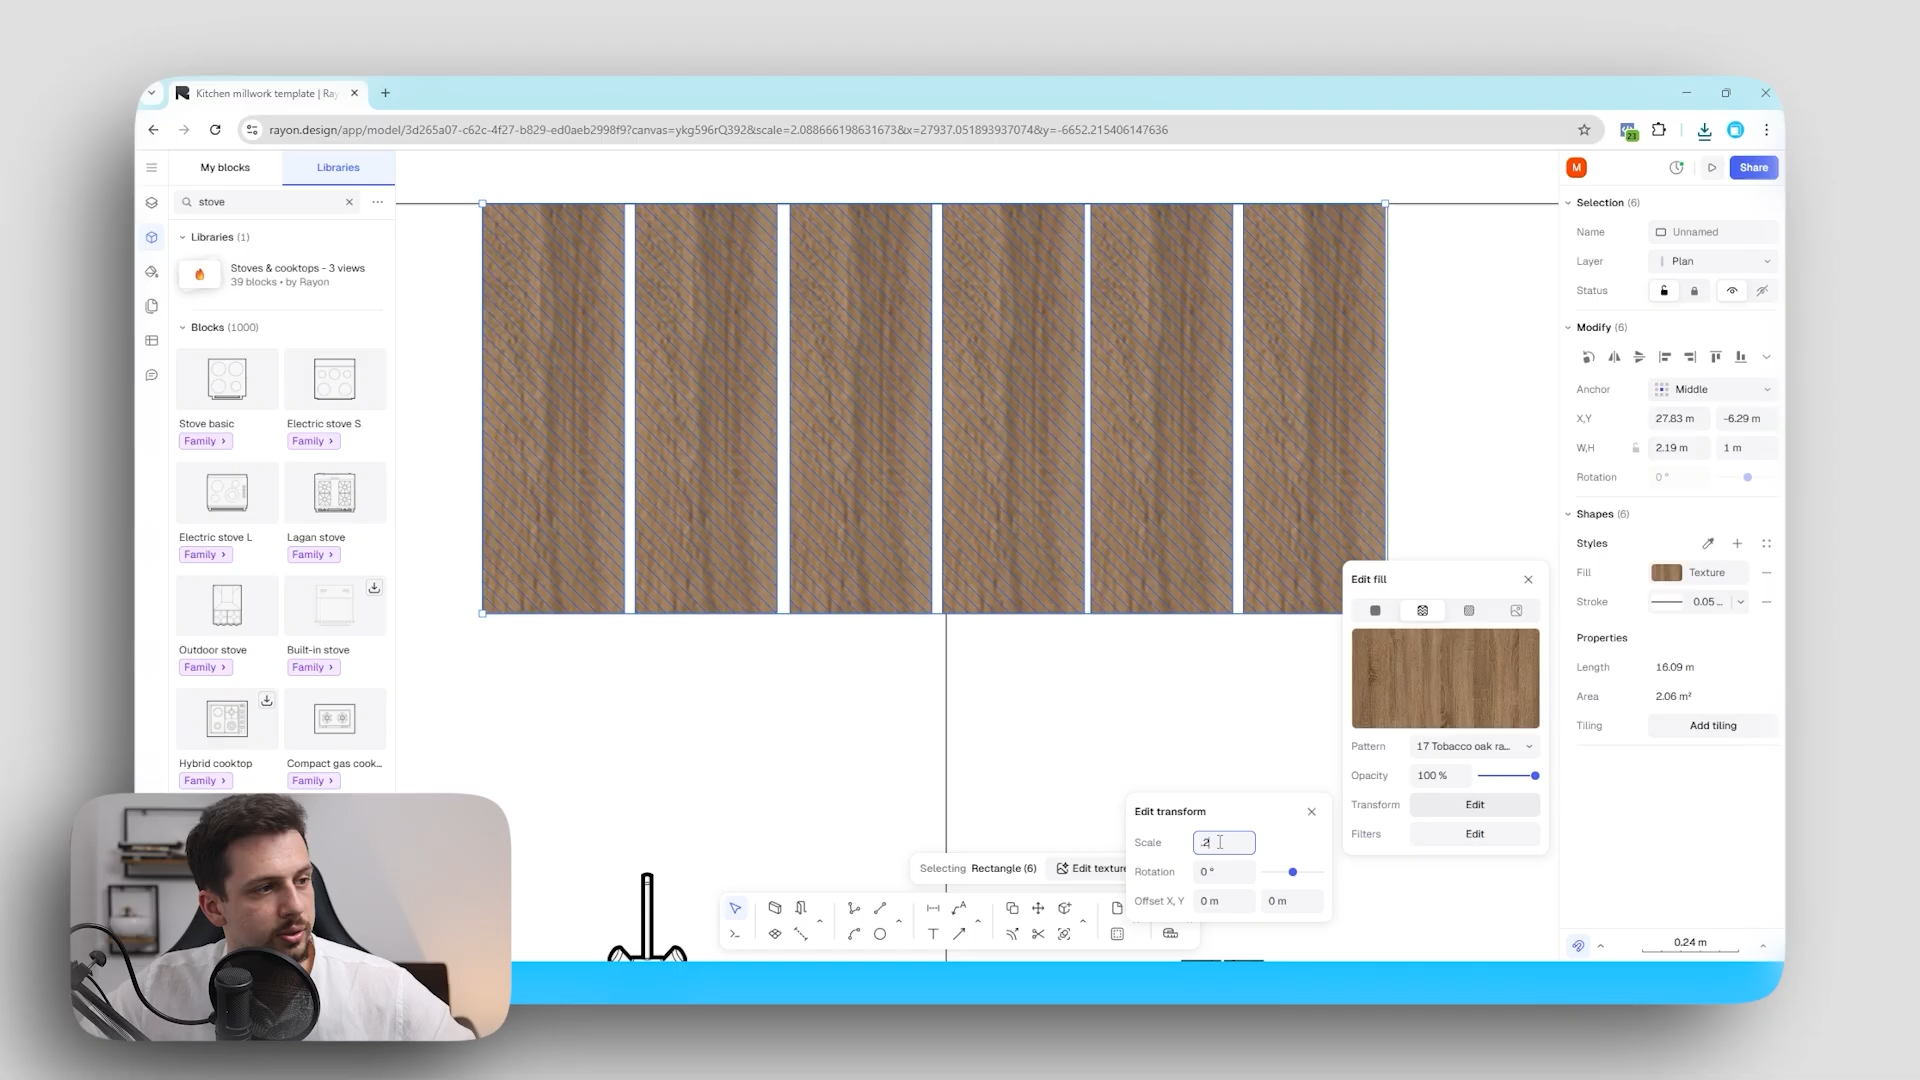 Kitchen millwork template | Ray
rayon.design/app/model/3d265a07-c62c-4f27-b829-ed0aeb2998f9?canvas=ykg596rQ392&scale=2.088666198631673&x=27937.051893937074&y=-6652.215406147636
23
My blocks
Libraries
M
Share
stove
Libraries (1)
Stoves & cooktops - 3 views
39 blocks • by Rayon
Blocks (1000)
Stove basic
Electric stove S
Family >
Family >
Electric stove L
Lagan stove
Family >
Family >
Outdoor stove
Built-in stove
Family >
Family >
Hybrid cooktop
Compact gas cook...
Family >
Family >
Selection (6)
Name
Unnamed
Layer
Plan
Status
Modify (6)
Anchor
Middle
X,Y
27.83 m
-6.29 m
W,H
2.19 m
1 m
Rotation
0 °
Shapes (6)
Styles
Fill
Texture
Stroke
0.05 ...
Properties
Length
16.09 m
Area
2.06 m²
Tiling
Add tiling
Edit fill
Pattern
17 Tobacco oak ra...
Opacity
100 %
Transform
Edit
Filters
Edit
Edit transform
Scale
.2
Rotation
0 °
Offset X, Y
0 m
0 m
Selecting Rectangle (6)
Edit texture
0.24 m